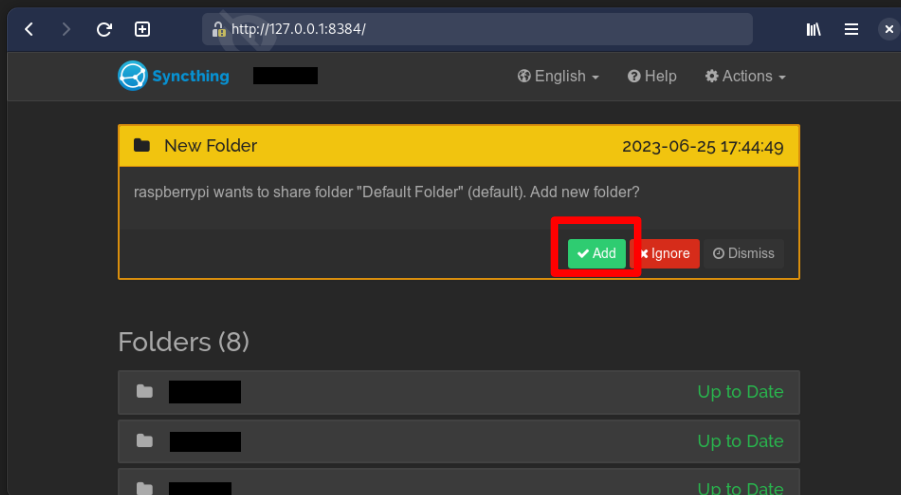 http://127.0.0.1:8384/
Syncthing English Help Actions
New Folder 2023-06-25 17:44:49
raspberrypi wants to share folder "Default Folder" (default). Add new folder?
Add Ignore Dismiss
Folders (8)
Up to Date
Up to Date
Up to Date